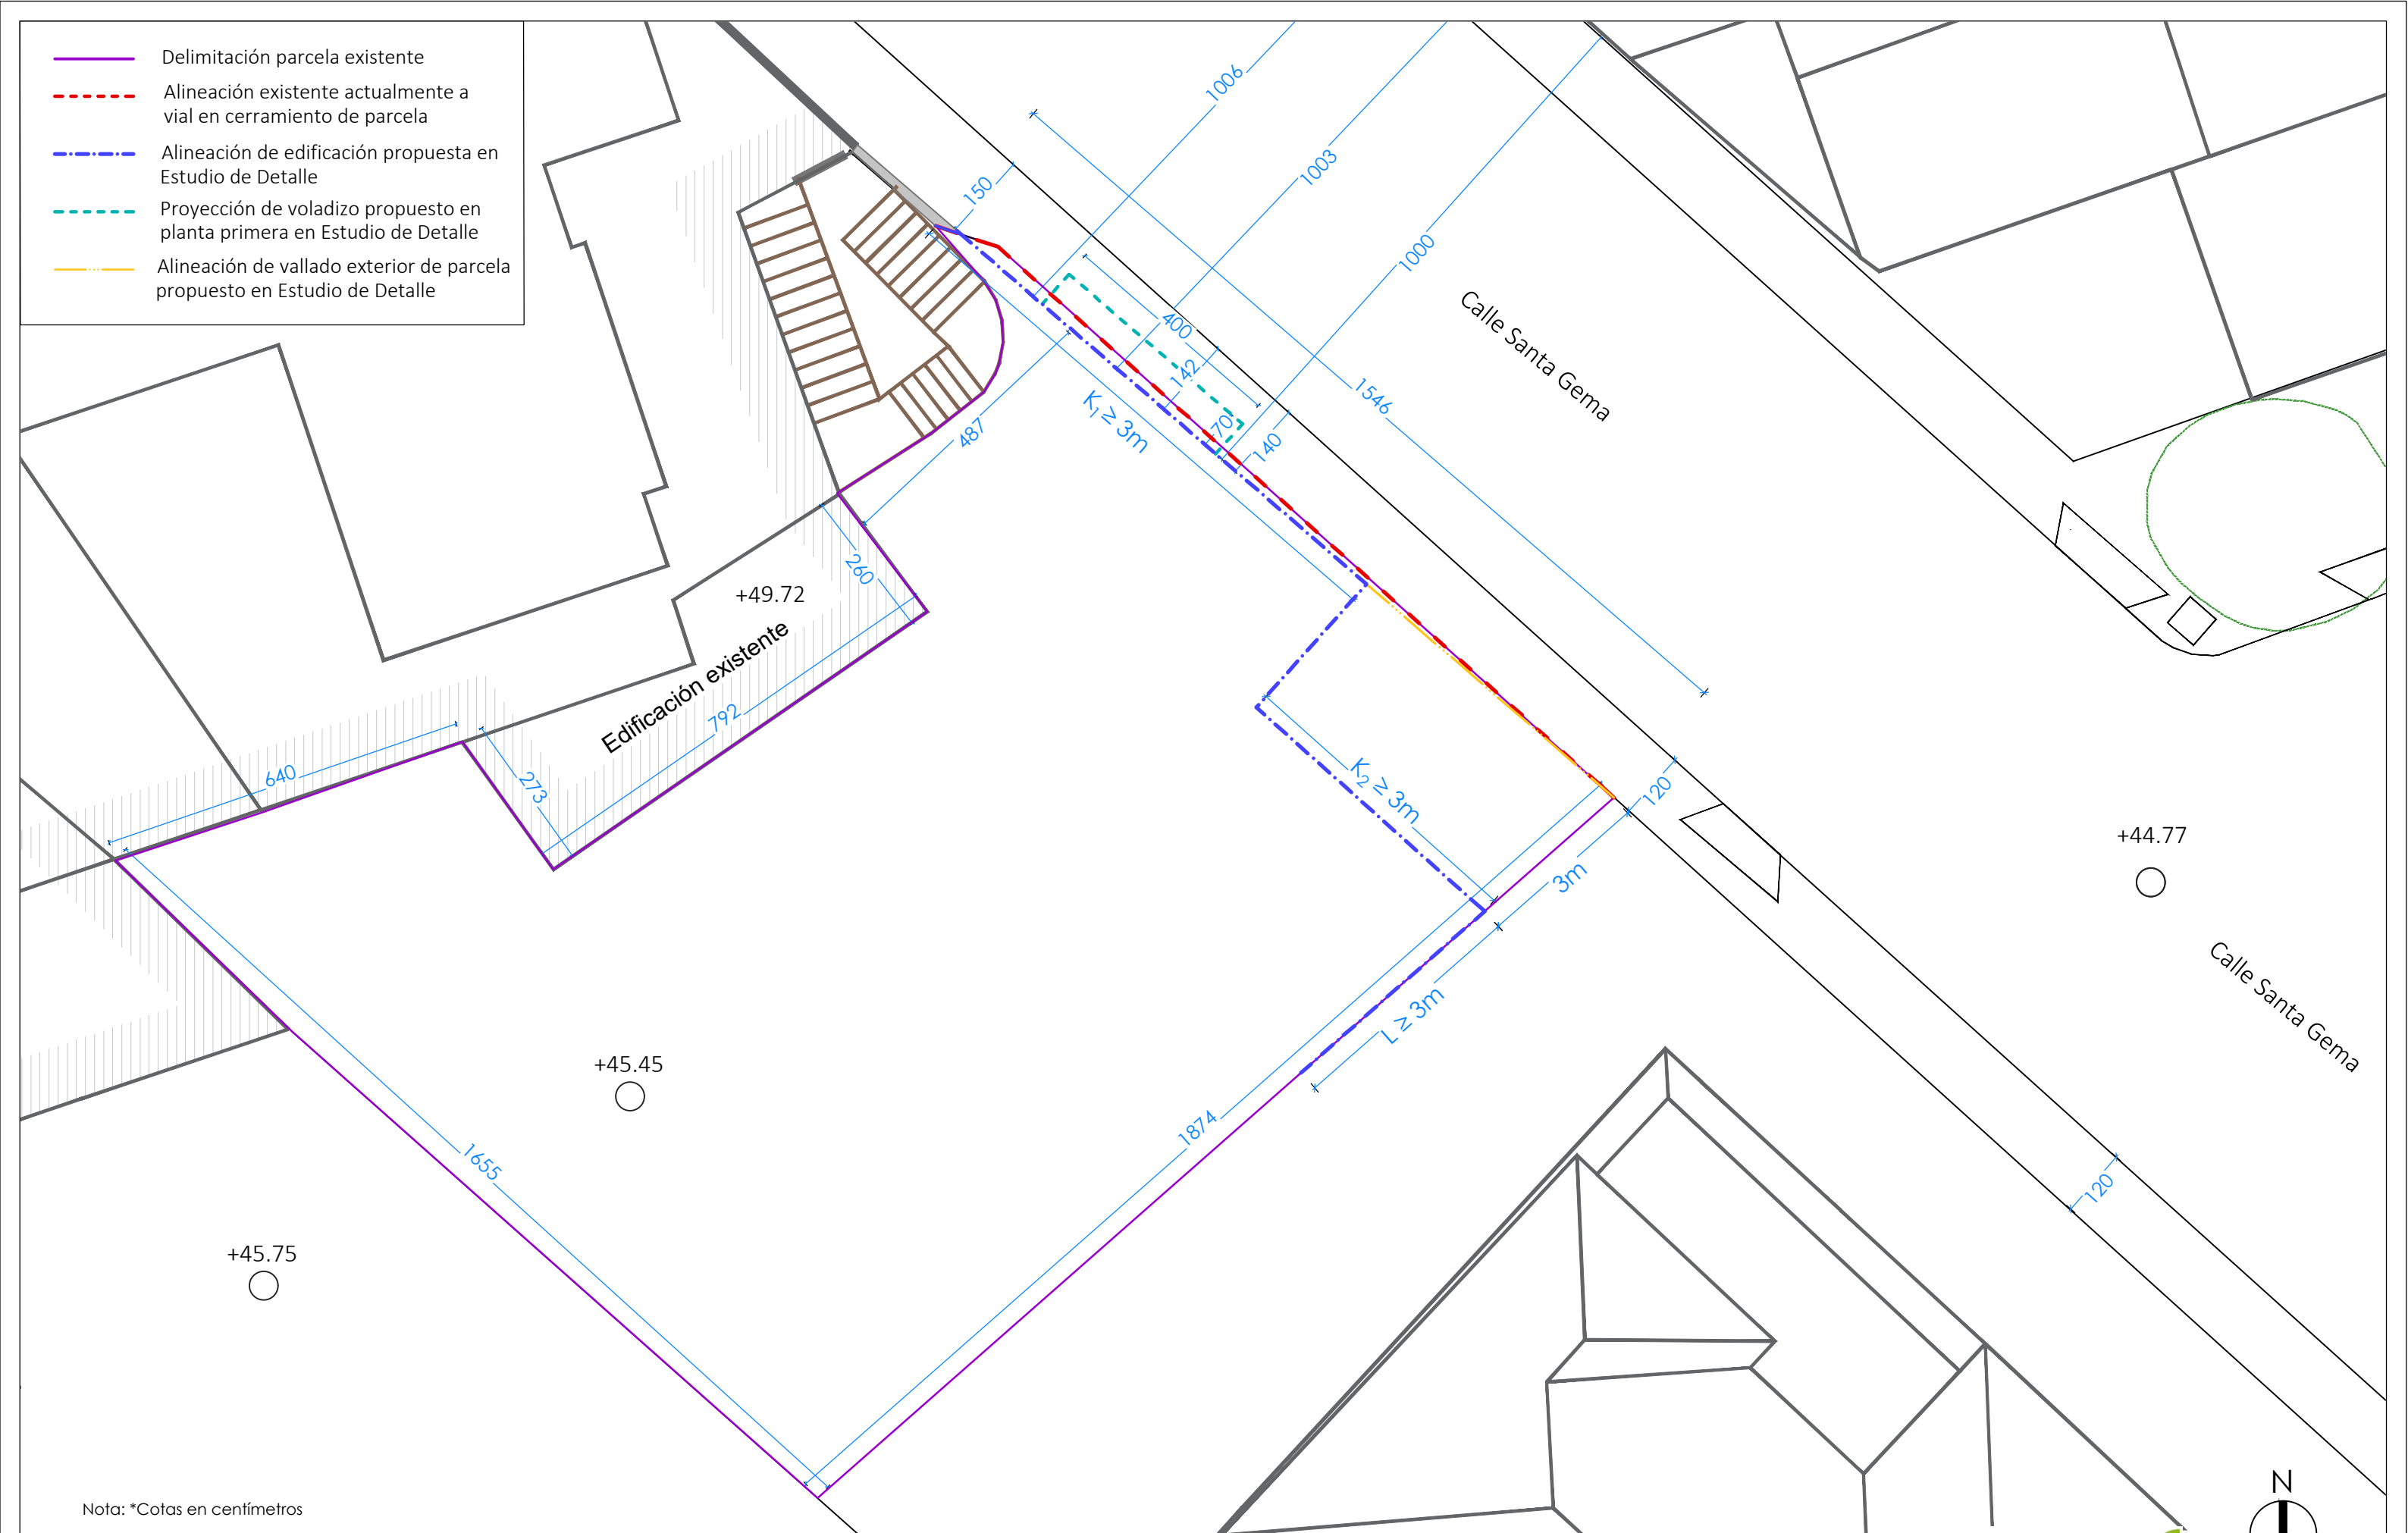 Delimitación parcela existente
Alineación existente actualmente a
vial en cerramiento de parcela
Alineación de edificación propuesta en
Estudio de Detalle
Proyección de voladizo propuesto en
planta primera en Estudio de Detalle
Alineación de vallado exterior de parcela
propuesto en Estudio de Detalle
1006
1003
1000
150
400
142
70
140
1546
Calle Santa Gema
K₁ ≥ 3m
487
260
+49.72
Edificación existente
792
640
273
K₂ ≥ 3m
120
3m
L ≥ 3m
+44.77
Calle Santa Gema
+45.45
1874
1655
120
+45.75
N
Nota: *Cotas en centímetros